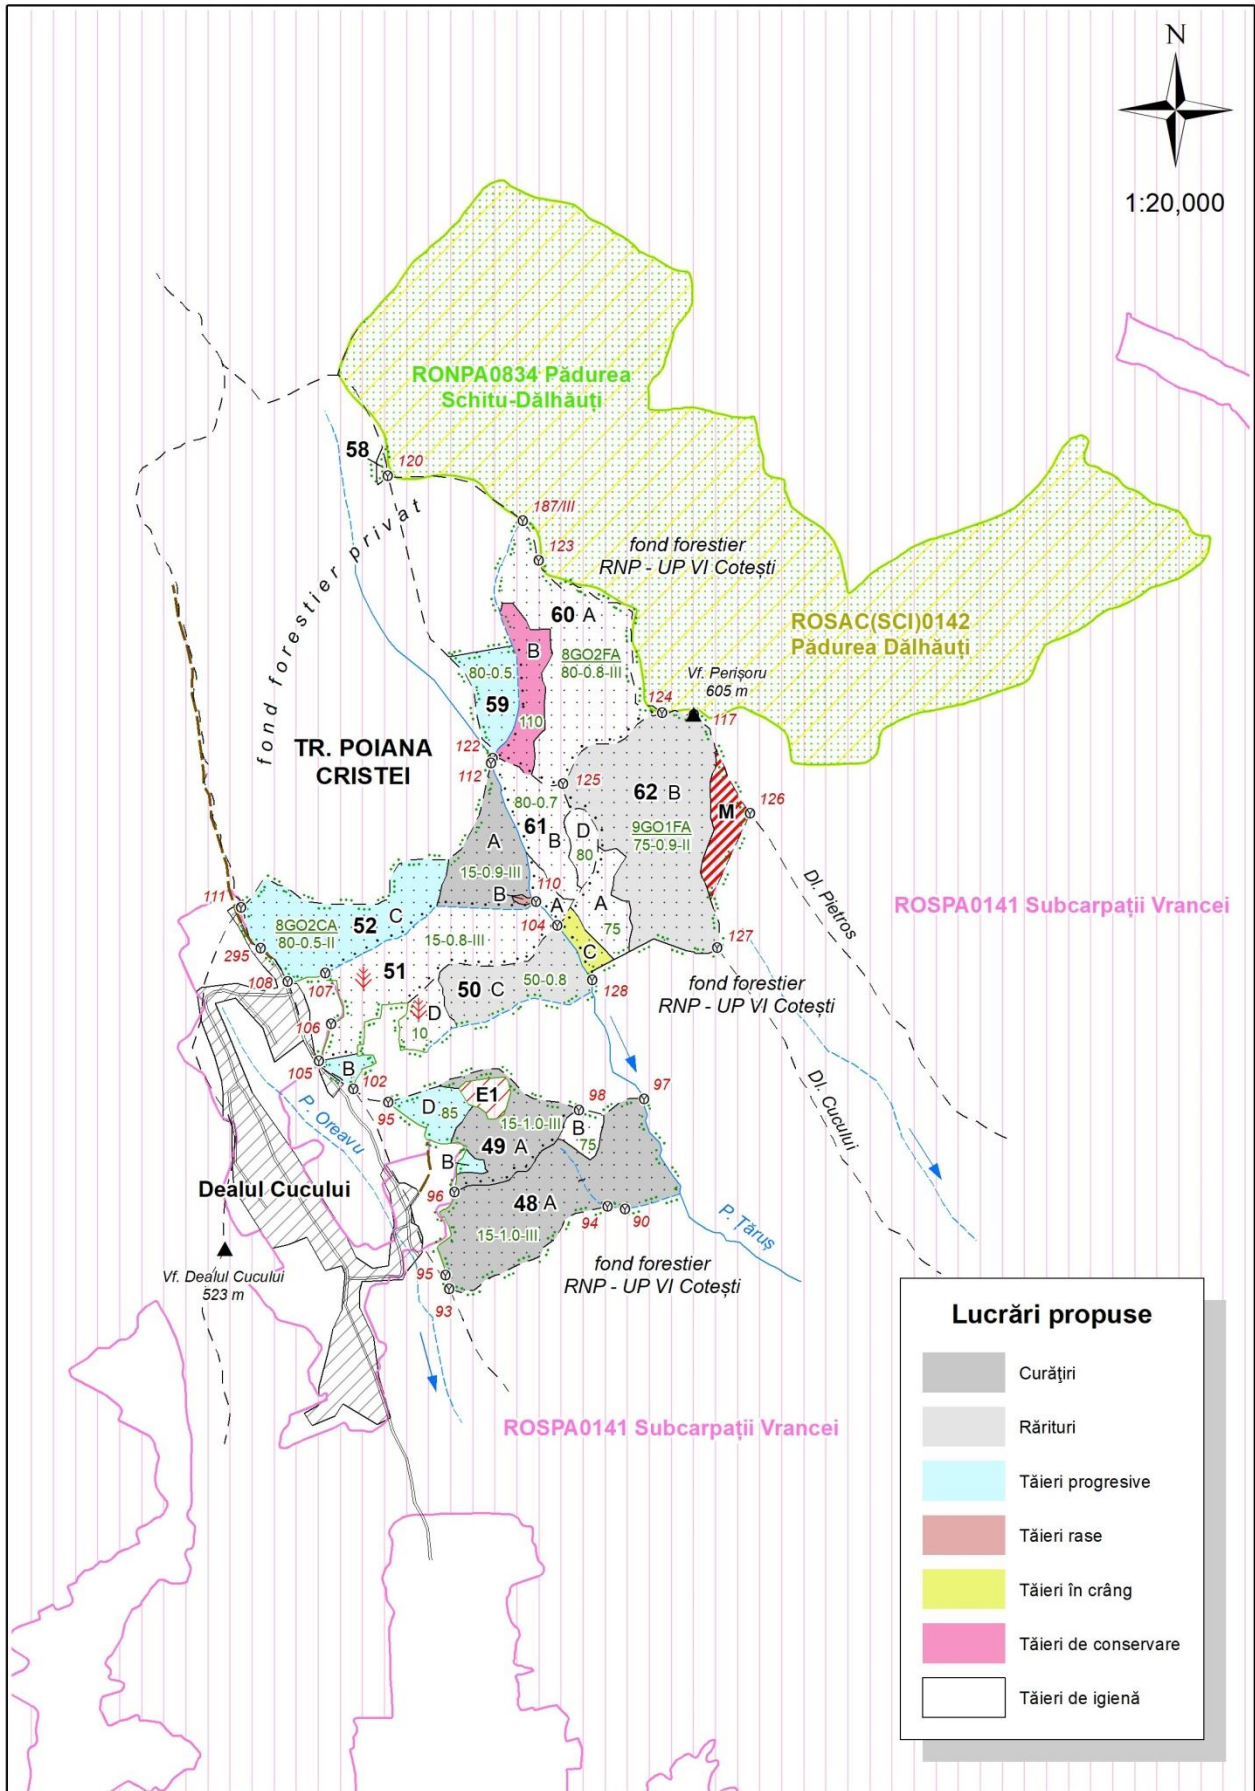 N
1:20,000
RONPA0834 Pădurea
Schitu-Dălhăuți
58
120
187/III
123
fond forestier
RNP - UP VI Cotești
fond forestier privat
60 A
ROSAC(SCI)0142
Pădurea Dălhăuți
B
8GO2FA
80-0.8-III
80-0.5
Vf. Perișoru
605 m
59
124
117
110
TR. POIANA
CRISTEI
122
112
125
62 B
126
80-0.7
M
61
D
9GO1FA
75-0.9-II
A
B
80
15-0.9-III
Dl. Pietros
110
B
A
A
111
ROSPA0141 Subcarpații Vrancei
8GO2CA
80-0.5-II
52 C
104
75
295
15-0.8-III
C
127
51
108
107
50 C
50-0.8
128
fond forestier
RNP - UP VI Cotești
D
10
106
105
B
102
97
E1
98
95
D
85
15-1.0-III
B
75
P. Oreavu
49 A
Dl. Cucului
B
Dealul Cucului
96
48 A
94
90
P. Țăruș
15-1.0-III
Vf. Dealul Cucului
523 m
95
93
fond forestier
RNP - UP VI Cotești
ROSPA0141 Subcarpații Vrancei
Lucrări propuse
Curățiri
Rărituri
Tăieri progresive
Tăieri rase
Tăieri în crâng
Tăieri de conservare
Tăieri de igienă